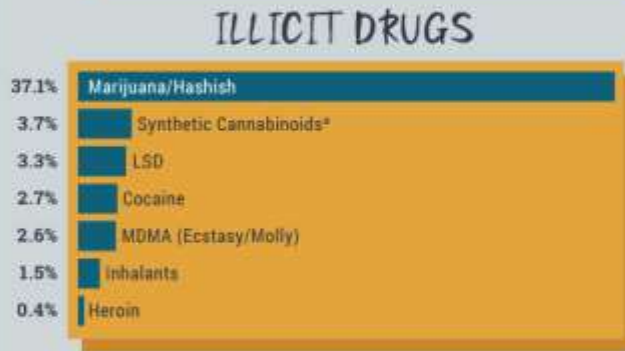 ILLICIT DRUGS
37.1% Marijuana/Hashish
3.7% Synthetic Cannabinoids*
3.3% LSD
2.7% Cocaine
2.6% MDMA (Ecstasy/Molly)
1.5% Inhalants
0.4% Heroin